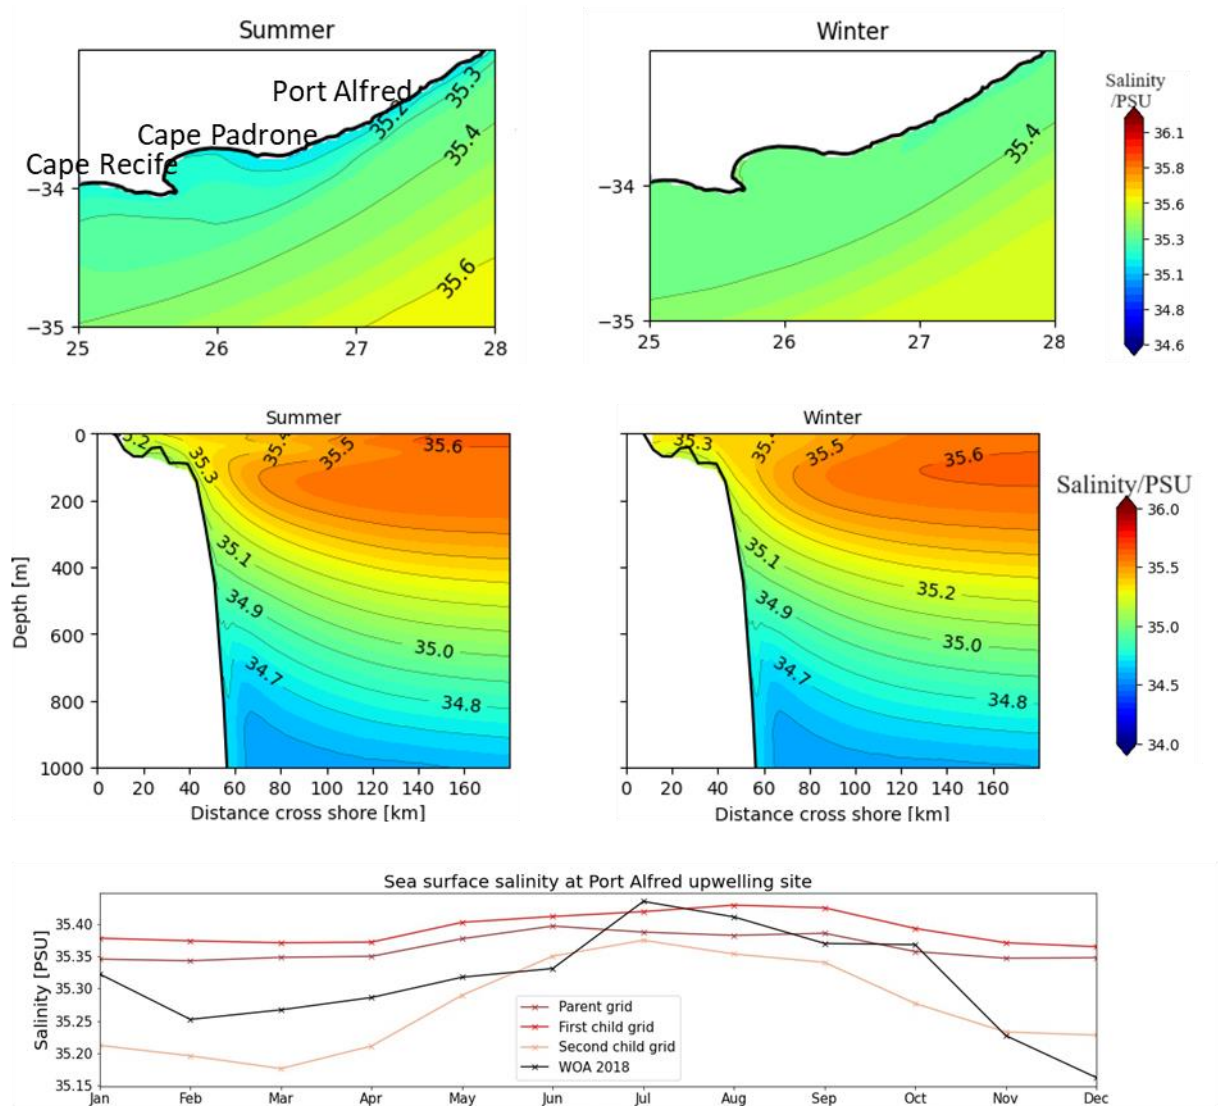 Summer
Winter
Port Alfred
Cape Padrone
Cape Recife
35.2
35.3
35.4
35.6
−34
−35
25 26 27 28
35.4
−34
−35
25 26 27 28
Salinity
/PSU
36.1
35.8
35.6
35.3
35.1
34.8
34.6
Summer
Winter
Depth [m]
0
200
400
600
800
1000
35.3
35.5
35.6
35.1
34.9
35.0
34.7
34.8
0 20 40 60 80 100 120 140 160
Distance cross shore [km]
35.3
35.5
35.6
35.1
35.2
34.9
35.0
34.7
34.8
0 20 40 60 80 100 120 140 160
Distance cross shore [km]
Salinity/PSU
36.0
35.5
35.0
34.5
34.0
Sea surface salinity at Port Alfred upwelling site
Salinity [PSU]
35.40
35.35
35.30
35.25
35.20
35.15
Parent grid
First child grid
Second child grid
WOA 2018
Jan Feb Mar Apr May Jun Jul Aug Sep Oct Nov Dec